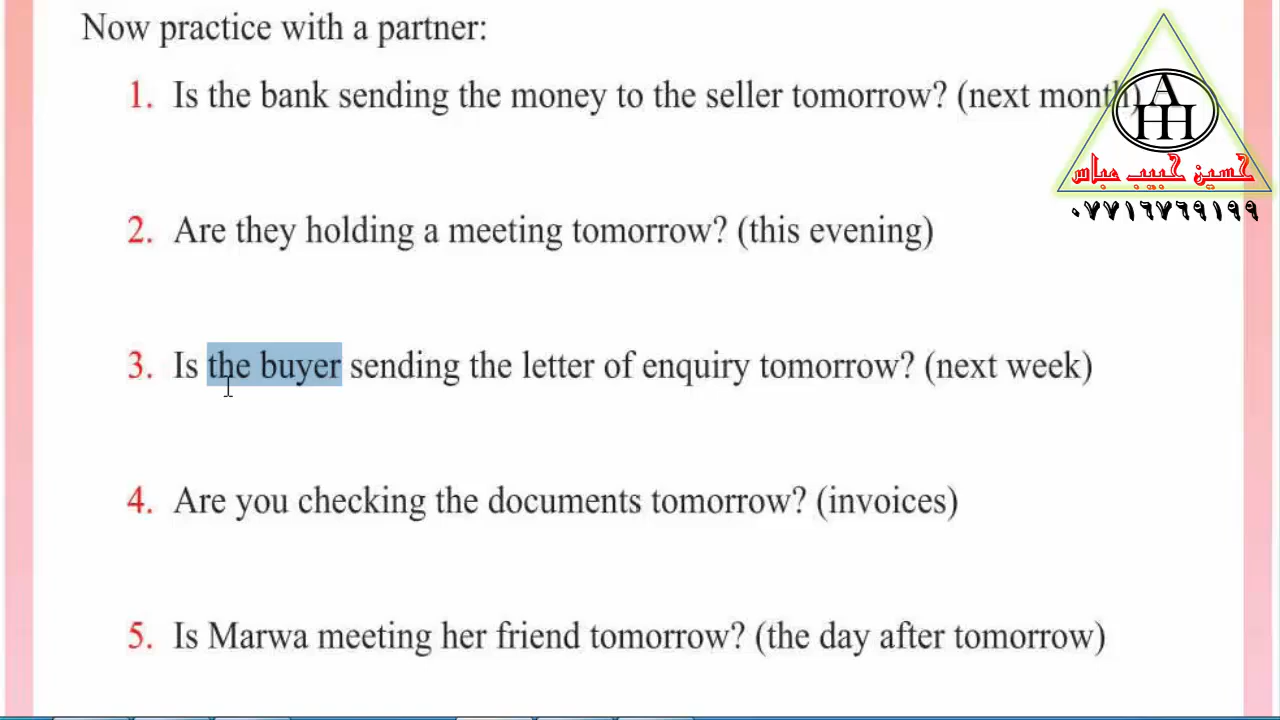 Now practice with a partner:
1. Is the bank sending the money to the seller tomorrow? (next month)
AHH
حسين حبيب عباس
٠٧٧١٦٧٦٩١٩٩
2. Are they holding a meeting tomorrow? (this evening)
3. Is the buyer sending the letter of enquiry tomorrow? (next week)
4. Are you checking the documents tomorrow? (invoices)
5. Is Marwa meeting her friend tomorrow? (the day after tomorrow)